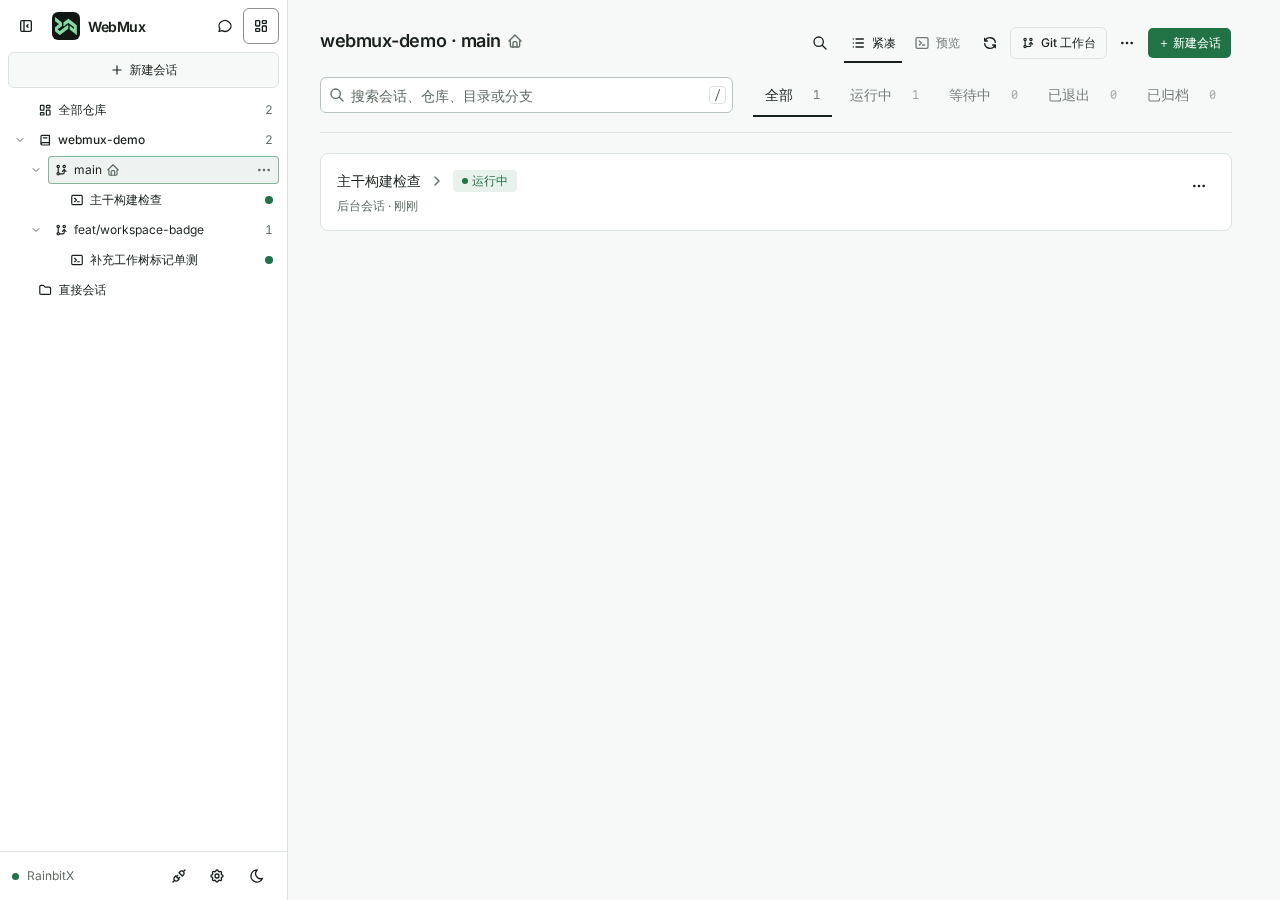 WebMux
新建会话
全部仓库 2
webmux-demo 2
main
主干构建检查
feat/workspace-badge 1
补充工作树标记单测
直接会话
RainbitX
webmux-demo · main
紧凑
预览
Git 工作台
+ 新建会话
搜索会话、仓库、目录或分支 /
全部 1
运行中 1
等待中 0
已退出 0
已归档 0
主干构建检查
运行中
后台会话 · 刚刚